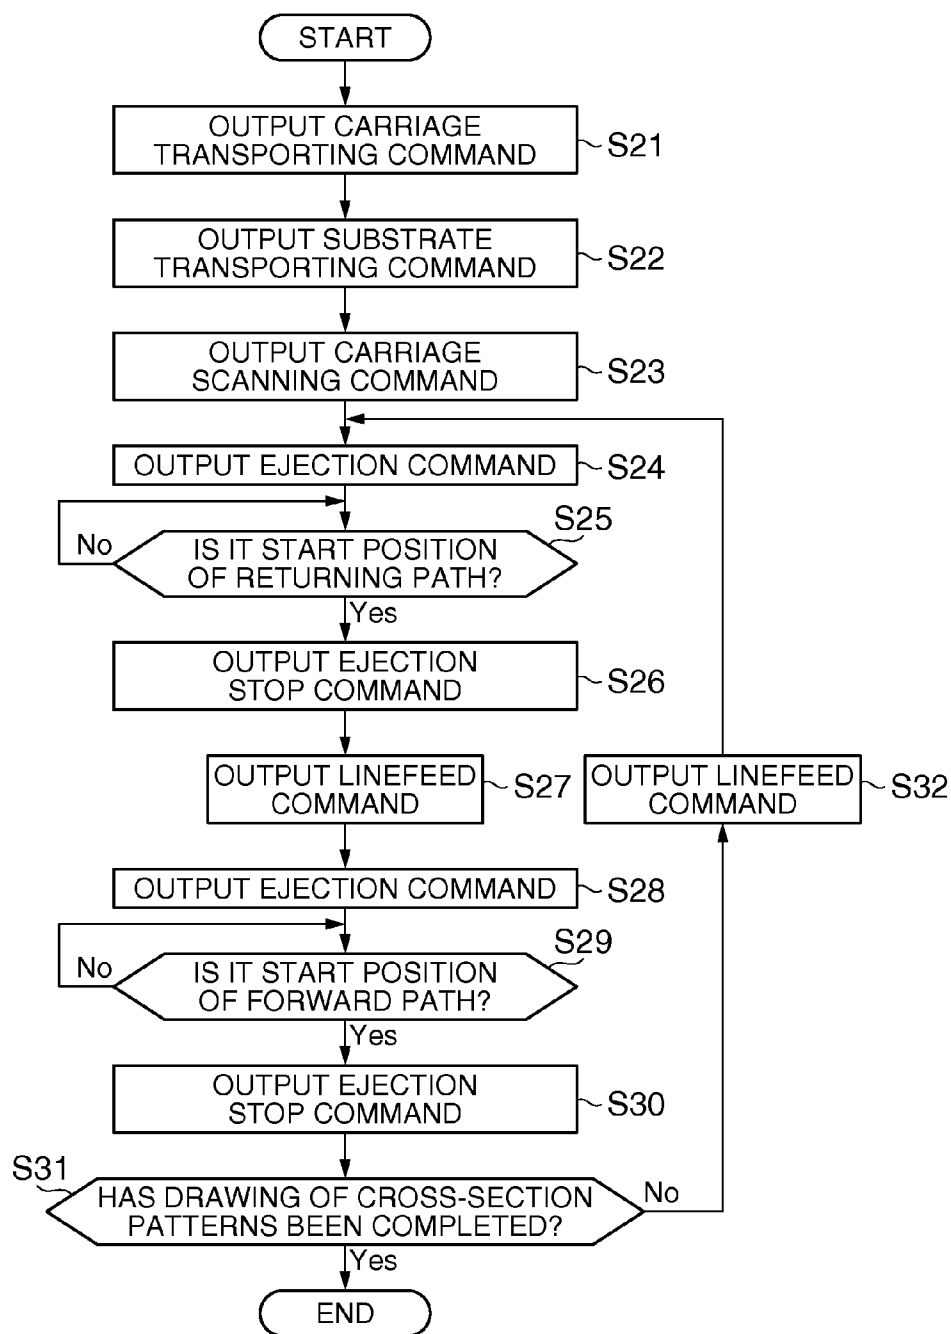 START
OUTPUT CARRIAGE
TRANSPORTING COMMAND
S21
OUTPUT SUBSTRATE
TRANSPORTING COMMAND
S22
OUTPUT CARRIAGE
SCANNING COMMAND
S23
OUTPUT EJECTION COMMAND
S24
S25
No
IS IT START POSITION
OF RETURNING PATH?
Yes
OUTPUT EJECTION
STOP COMMAND
S26
OUTPUT LINEFEED
COMMAND
S27
OUTPUT LINEFEED
COMMAND
S32
OUTPUT EJECTION COMMAND
S28
S29
No
IS IT START POSITION
OF FORWARD PATH?
Yes
OUTPUT EJECTION
STOP COMMAND
S30
S31
HAS DRAWING OF CROSS-SECTION
PATTERNS BEEN COMPLETED?
No
Yes
END